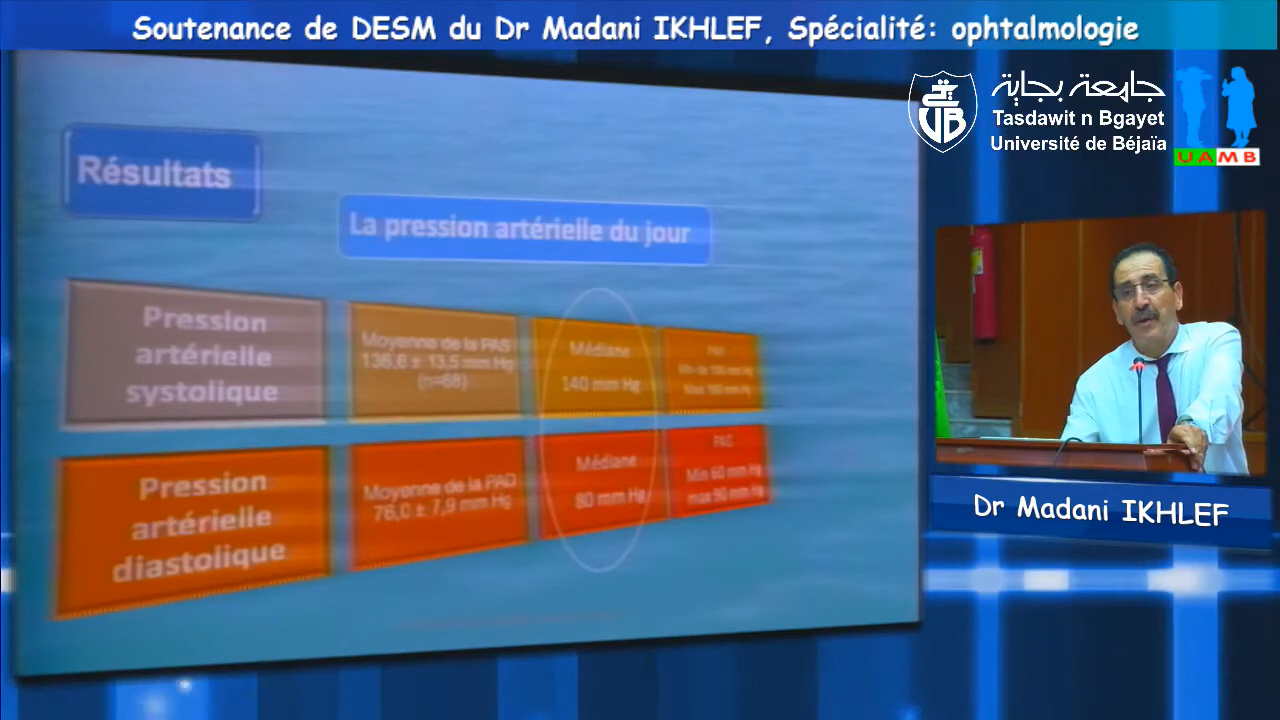 Soutenance de DESM du Dr Madani IKHLEF, Spécialité: ophtalmologie
جامعة بجاية
Tasdawit n Bgayet
Université de Béjaïa
UAMB
Résultats
La pression artérielle du jour
Pression
artérielle
systolique
Moyenne de la PAS
136,6 ± 13,5 mm Hg
(n=68)
Médiane
140 mm Hg
Pression
artérielle
diastolique
Moyenne de la PAD
76,0 ± 7,9 mm Hg
Médiane
80 mm Hg
PAD
Min 60 mm Hg
max 90 mm Hg
Dr Madani IKHLEF